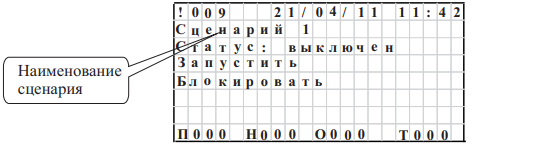 !009 21/04/11 11:42
Сценарий 1
Статус: выключен
Запустить
Блокировать
П000 Н000 О000 Т000
Наименование
сценария